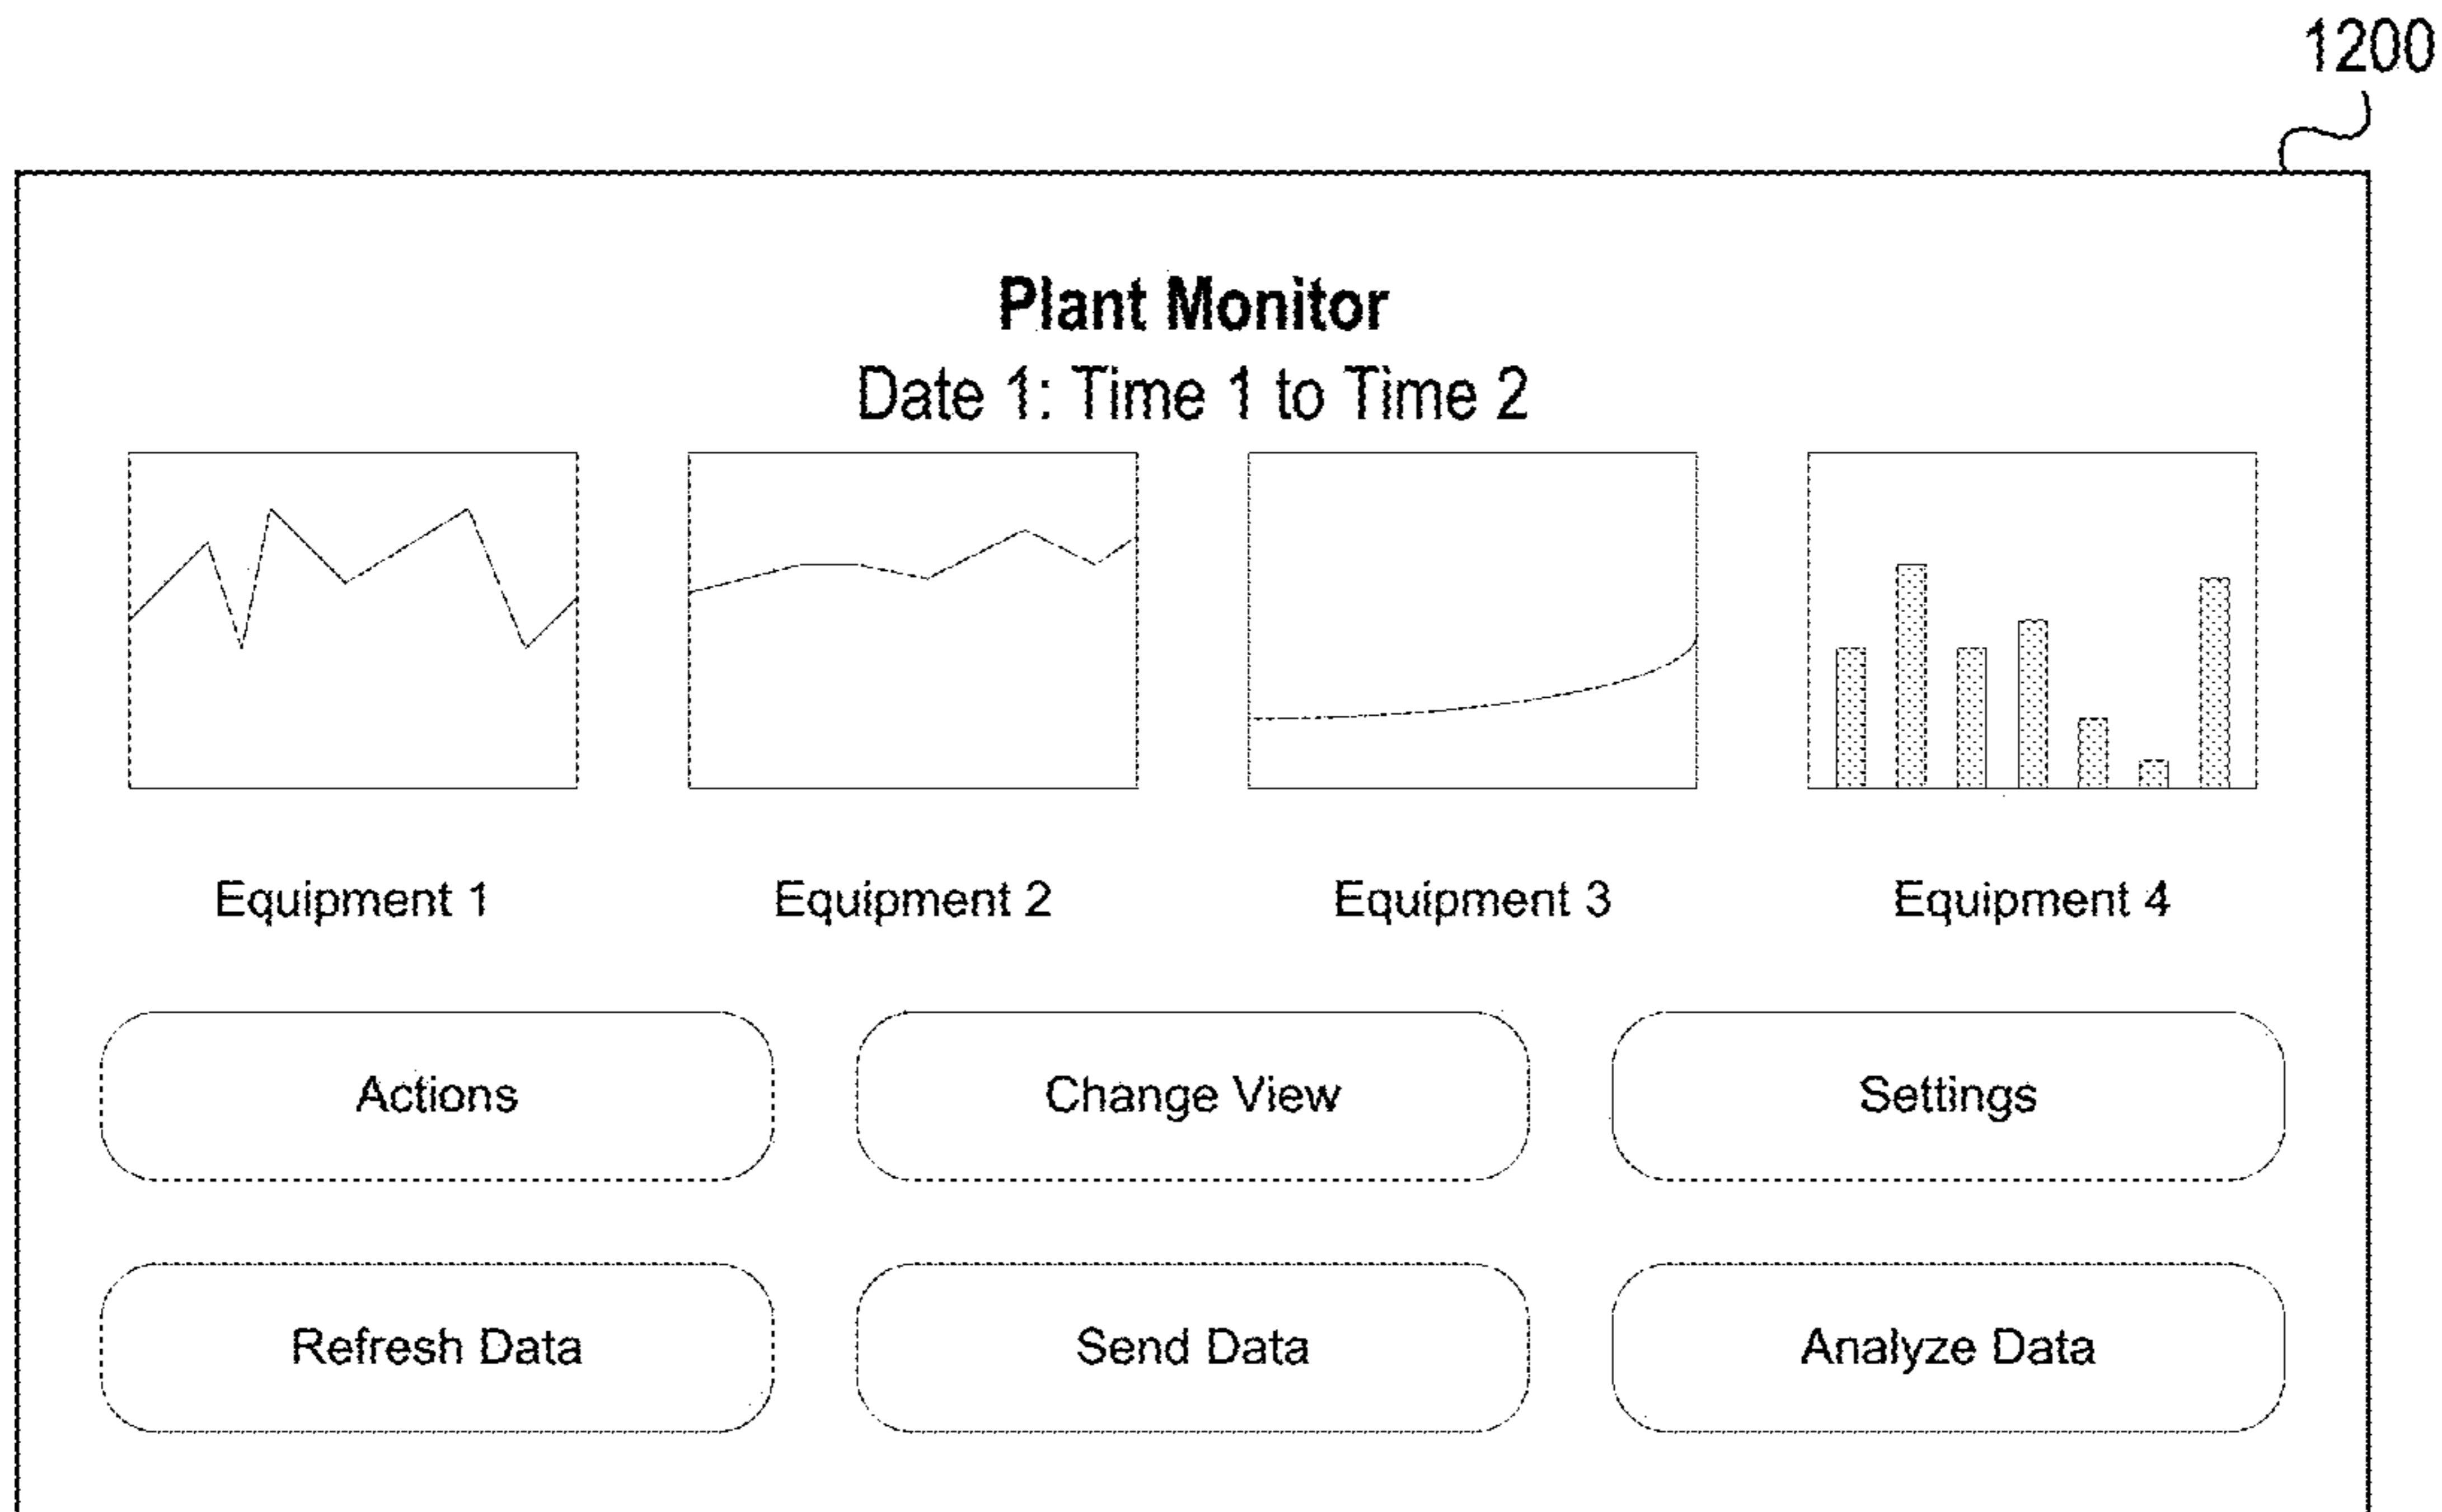 1200
Plant Monitor
Date 1: Time 1 to Time 2
Equipment 1 Equipment 2 Equipment 3 Equipment 4
Actions Change View Settings
Refresh Data Send Data Analyze Data